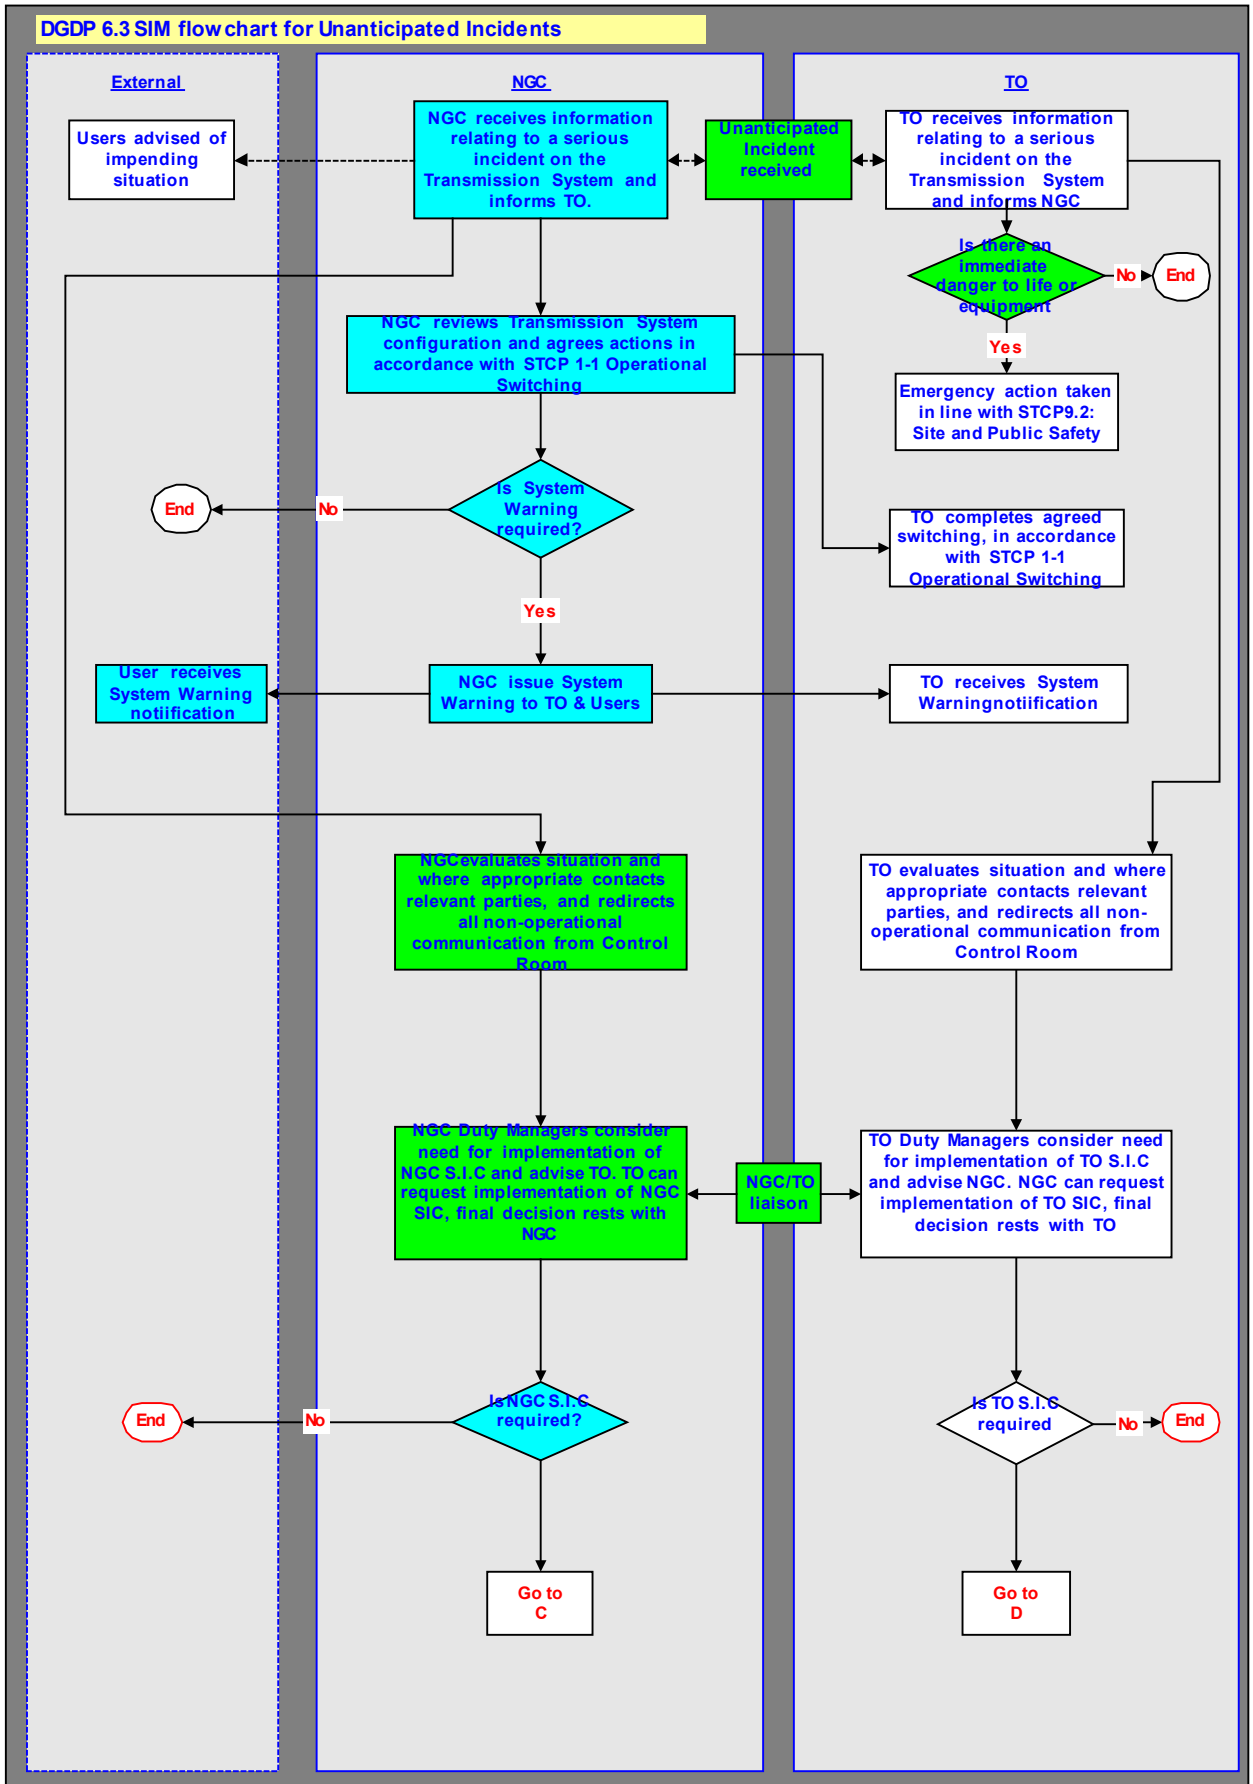 DGDP 6.3 SIM flow chart for Unanticipated Incidents
External
NGC
TO
Users advised of
impending
situation
NGC receives information
relating to a serious
incident on the
Transmission System and
informs TO.
Unanticipated
Incident
received
TO receives information
relating to a serious
incident on the
Transmission System
and informs NGC
Is there an
immediate
danger to life or
equipment
No
End
Yes
NGC reviews Transmission System
configuration and agrees actions in
accordance with STCP 1-1 Operational
Switching
Emergency action taken
in line with STCP9.2:
Site and Public Safety
End
No
Is System
Warning
required?
TO completes agreed
switching, in accordance
with STCP 1-1
Operational Switching
Yes
User receives
System Warning
notiification
NGC issue System
Warning to TO & Users
TO receives System
Warningnotiification
NGCevaluates situation and
where appropriate contacts
relevant parties, and redirects
all non-operational
communication from Control
Room
TO evaluates situation and where
appropriate contacts relevant
parties, and redirects all non-
operational communication from
Control Room
NGC Duty Managers consider
need for implementation of
NGC S.I.C and advise TO. TO can
request implementation of NGC
SIC, final decision rests with
NGC
NGC/TO
liaison
TO Duty Managers consider need
for implementation of TO S.I.C
and advise NGC. NGC can request
implementation of TO SIC, final
decision rests with TO
End
No
Is NGC S.I.C
required?
Is TO S.I.C
required
No
End
Go to
C
Go to
D